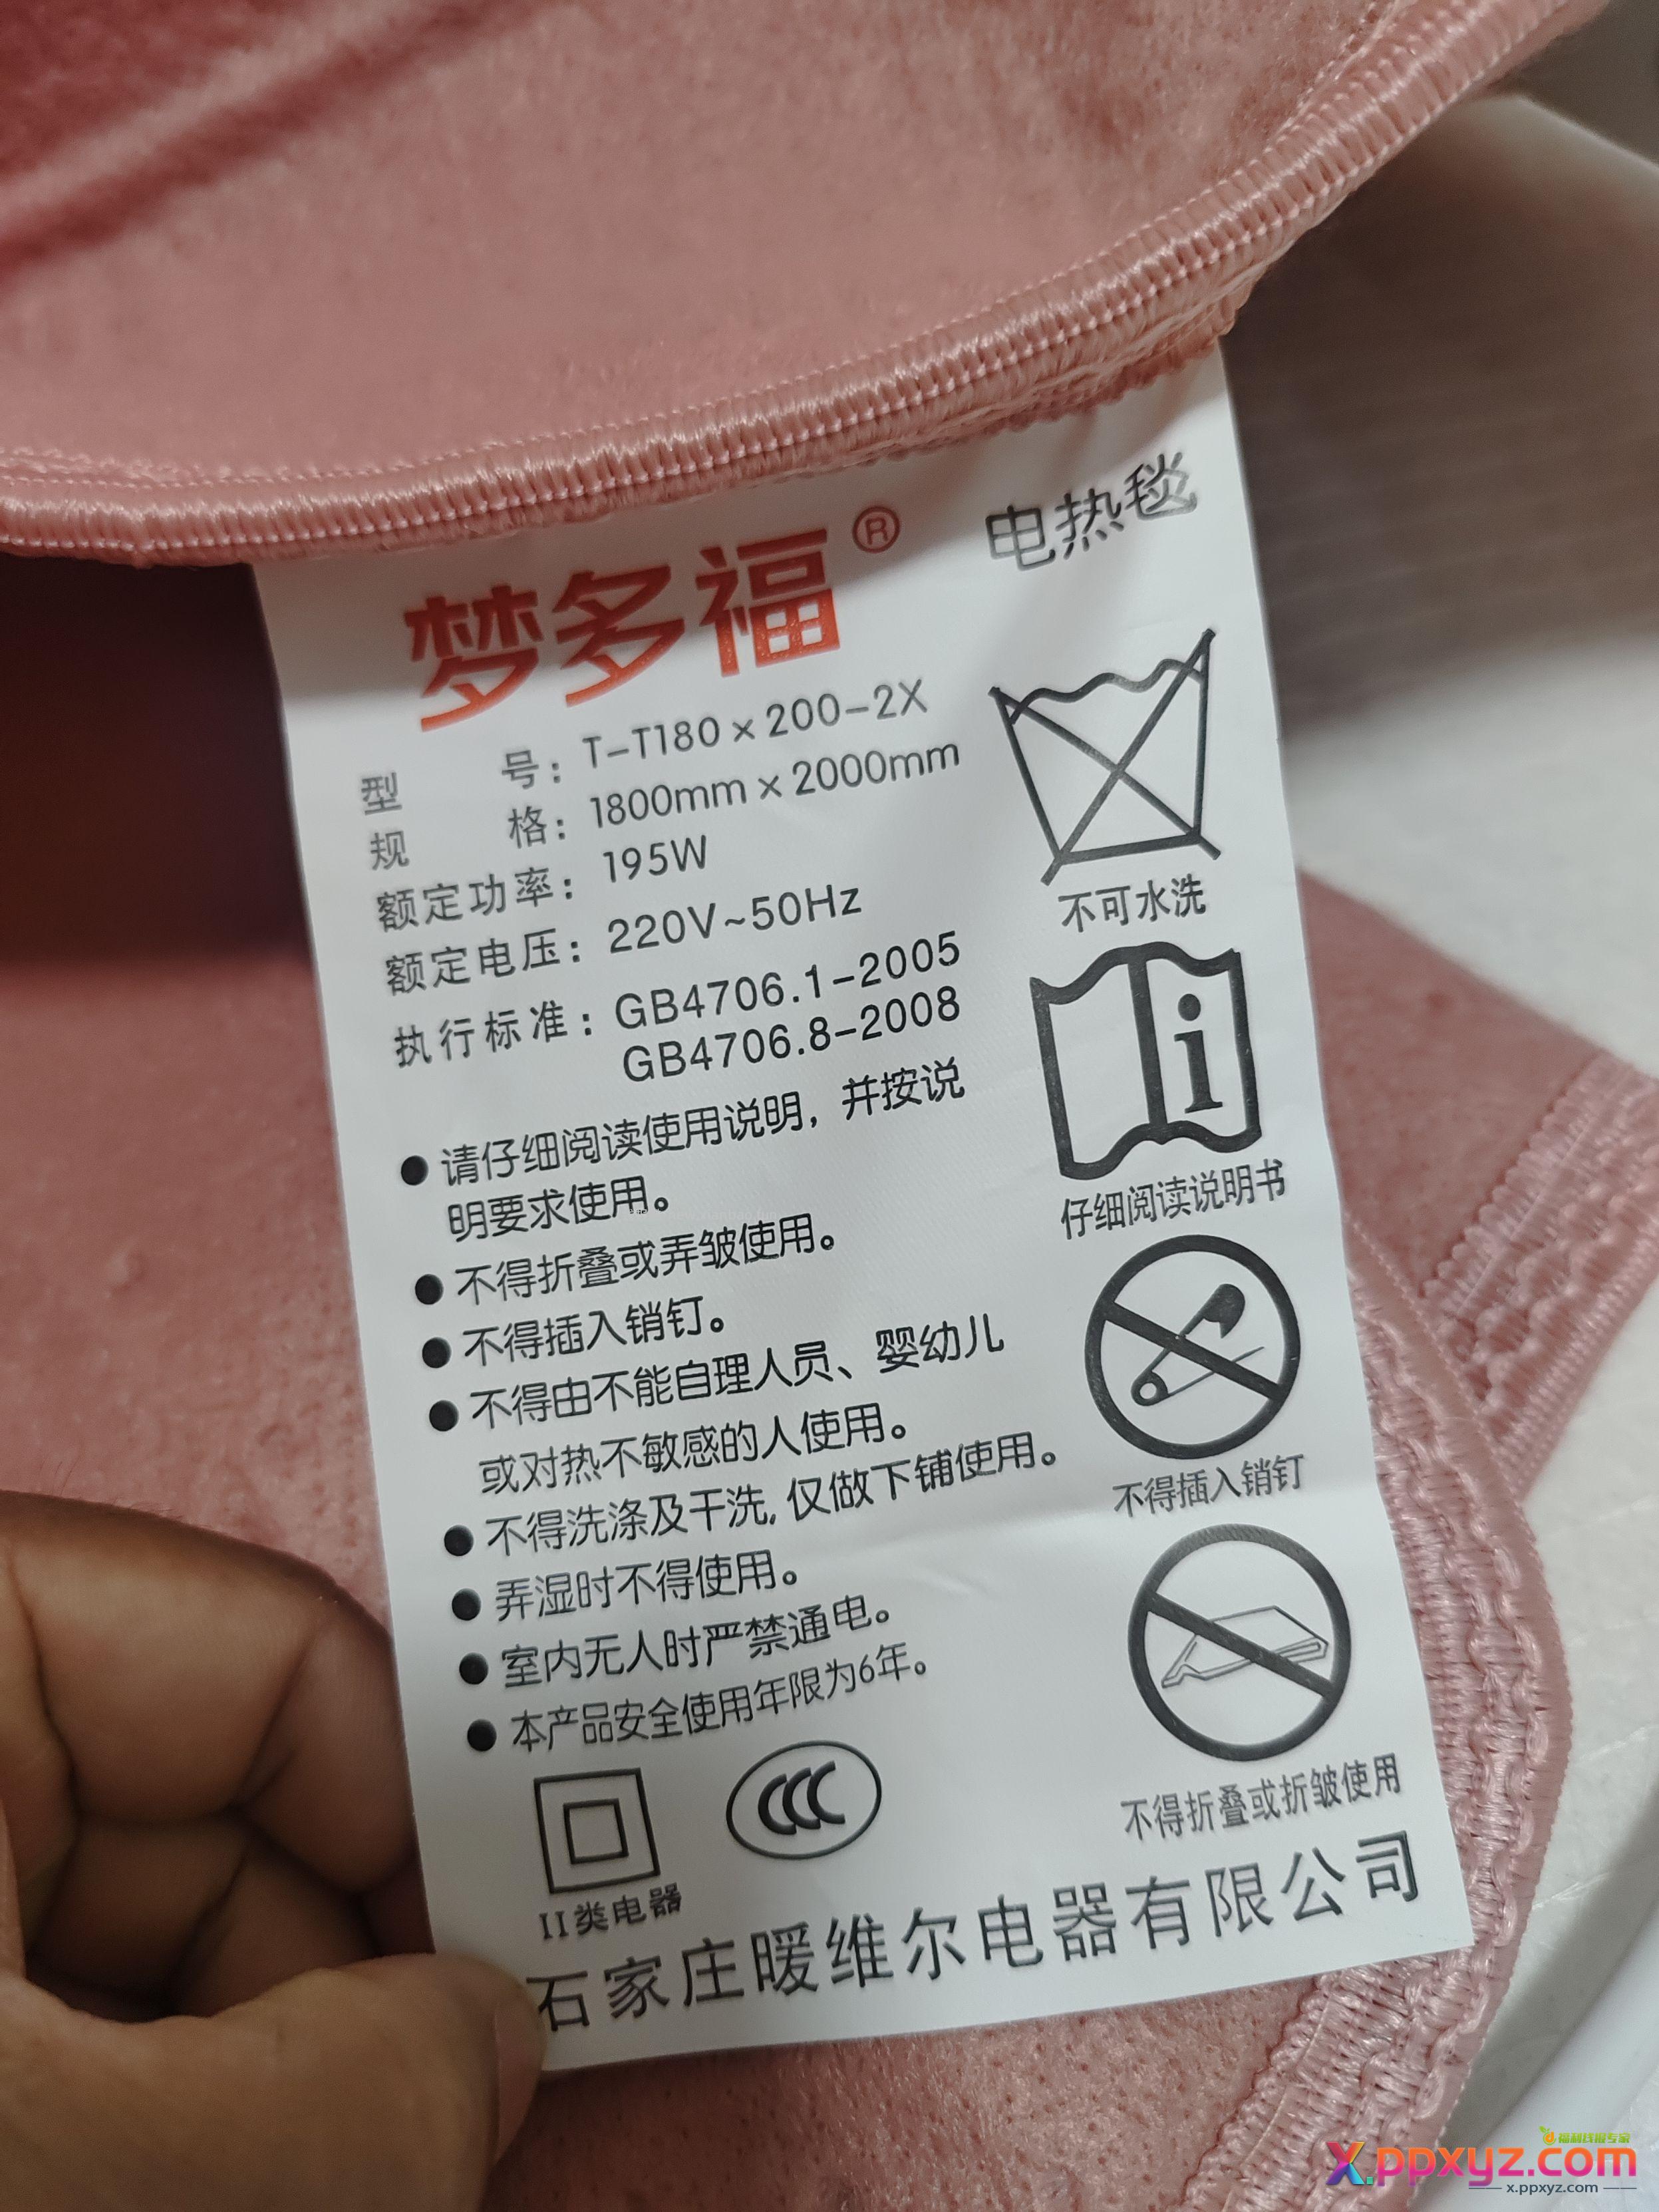 梦多福® 电热毯
型 号：T-T180×200-2X
规 格：1800mm×2000mm
额定功率：195W
额定电压：220V~50Hz
执行标准：GB4706.1-2005
GB4706.8-2008
●请仔细阅读使用说明，并按说
明要求使用。
●不得折叠或弄皱使用。
●不得插入销钉。
●不得由不能自理人员、婴幼儿
或对热不敏感的人使用。
●不得洗涤及干洗，仅做下铺使用。
●弄湿时不得使用。
●室内无人时严禁通电。
●本产品安全使用年限为6年。
不可水洗
i
仔细阅读说明书
不得插入销钉
不得折叠或折皱使用
CCC
II类电器
石家庄暖维尔电器有限公司
福利线报专家
X.ppxyz.com
x.ppxyz.com